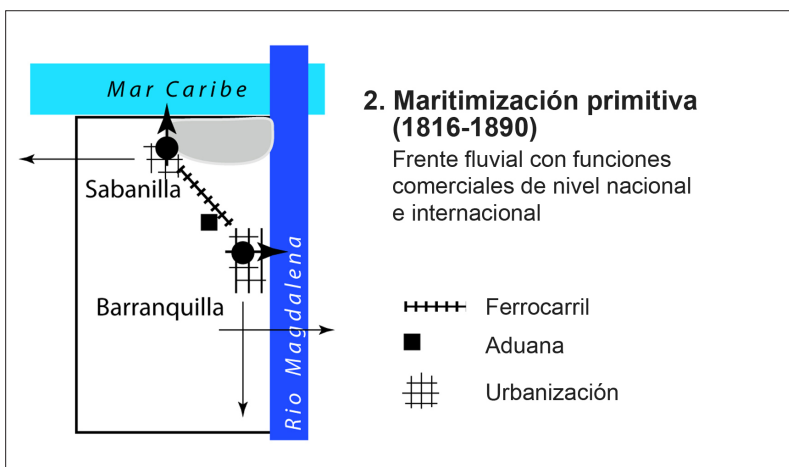 Mar Caribe
2. Maritimización primitiva
(1816-1890)
Frente fluvial con funciones
comerciales de nivel nacional
e internacional
Sabanilla
Barranquilla
Rio Magdalena
Ferrocarril
Aduana
Urbanización